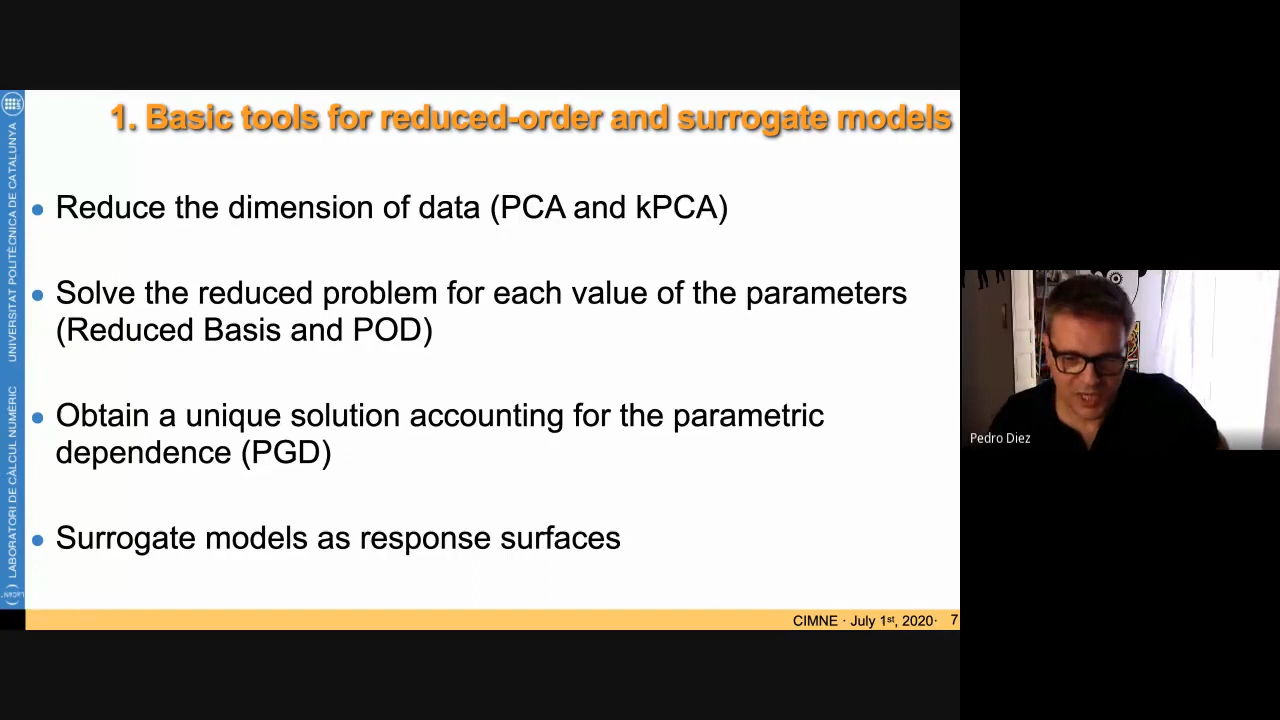 1. Basic tools for reduced-order and surrogate models
UNIVERSITAT POLITÈCNICA DE CATALUNYA
LABORATORI DE CÀLCUL NUMÈRIC
• Reduce the dimension of data (PCA and kPCA)
• Solve the reduced problem for each value of the parameters
(Reduced Basis and POD)
• Obtain a unique solution accounting for the parametric
dependence (PGD)
• Surrogate models as response surfaces
CIMNE · July 1st, 2020· 7
Pedro Diez